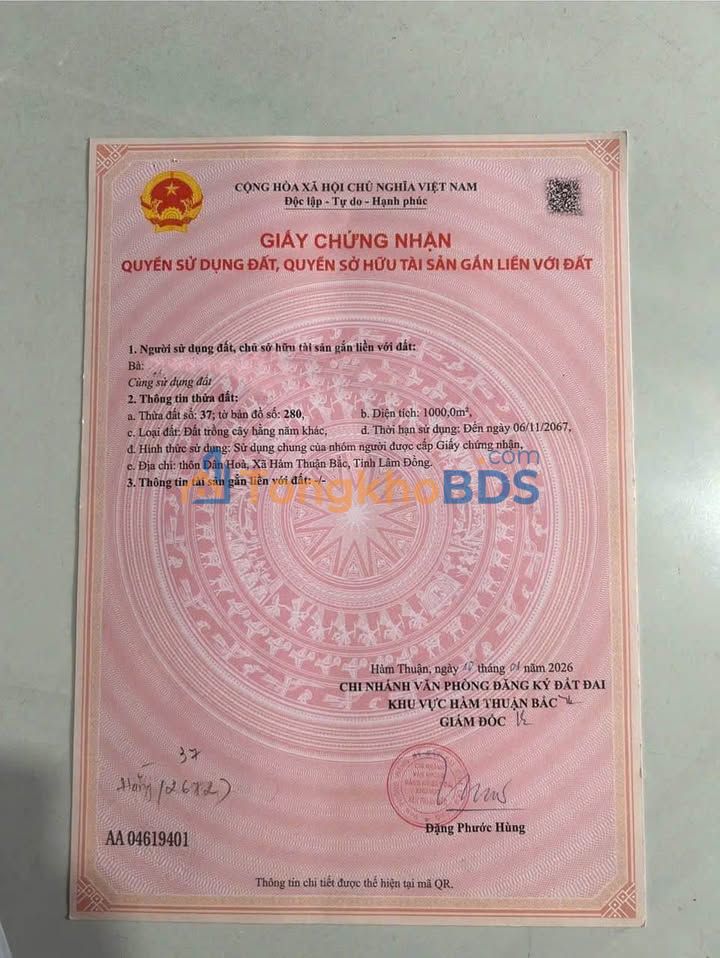 CỘNG HÒA XÃ HỘI CHỦ NGHĨA VIỆT NAM
Độc lập - Tự do - Hạnh phúc
GIẤY CHỨNG NHẬN
QUYỀN SỬ DỤNG ĐẤT, QUYỀN SỞ HỮU TÀI SẢN GẮN LIỀN VỚI ĐẤT
1. Người sử dụng đất, chủ sở hữu tài sản gắn liền với đất:
Bà:
Cùng sử dụng đất
2. Thông tin thửa đất:
a. Thửa đất số: 37; tờ bản đồ số: 280, b. Diện tích: 1000,0m²,
c. Loại đất: Đất trồng cây hằng năm khác, d. Thời hạn sử dụng: Đến ngày 06/11/2067,
đ. Hình thức sử dụng: Sử dụng chung của nhóm người được cấp Giấy chứng nhận,
e. Địa chỉ: thôn Dân Hoà, Xã Hàm Thuận Bắc, Tỉnh Lâm Đồng.
3. Thông tin tài sản gắn liền với đất: -/-
TongkhoBDS.com
Hàm Thuận, ngày tháng 01 năm 2026
CHI NHÁNH VĂN PHÒNG ĐĂNG KÝ ĐẤT ĐAI
KHU VỰC HÀM THUẬN BẮC
GIÁM ĐỐC
37
(2682)
Đặng Phước Hùng
AA 04619401
Thông tin chi tiết được thể hiện tại mã QR.